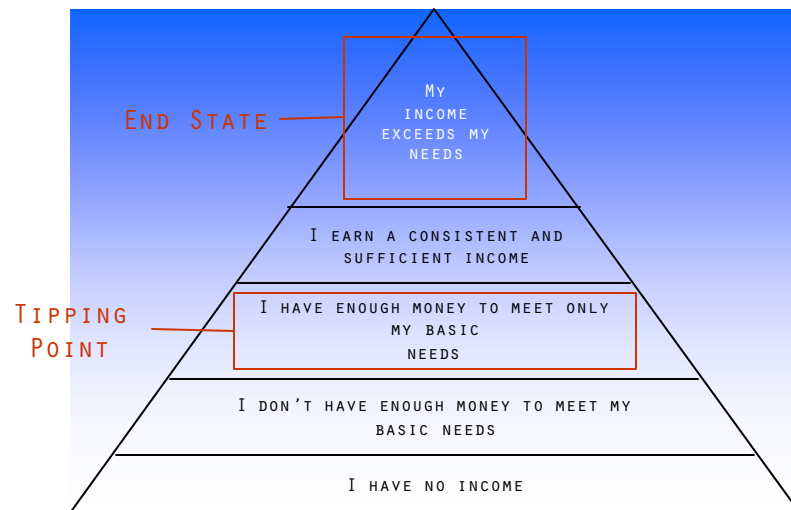 My
income
exceeds my
needs
End State
I earn a consistent and
sufficient income
I have enough money to meet only
my basic
needs
Tipping
Point
I don't have enough money to meet my
basic needs
I have no income